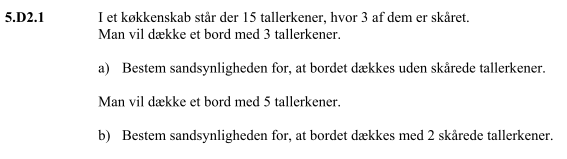 5.D2.1 I et køkkenskab står der 15 tallerkener, hvor 3 af dem er skåret.
Man vil dække et bord med 3 tallerkener.
a) Bestem sandsynligheden for, at bordet dækkes uden skårede tallerkener.
Man vil dække et bord med 5 tallerkener.
b) Bestem sandsynligheden for, at bordet dækkes med 2 skårede tallerkener.